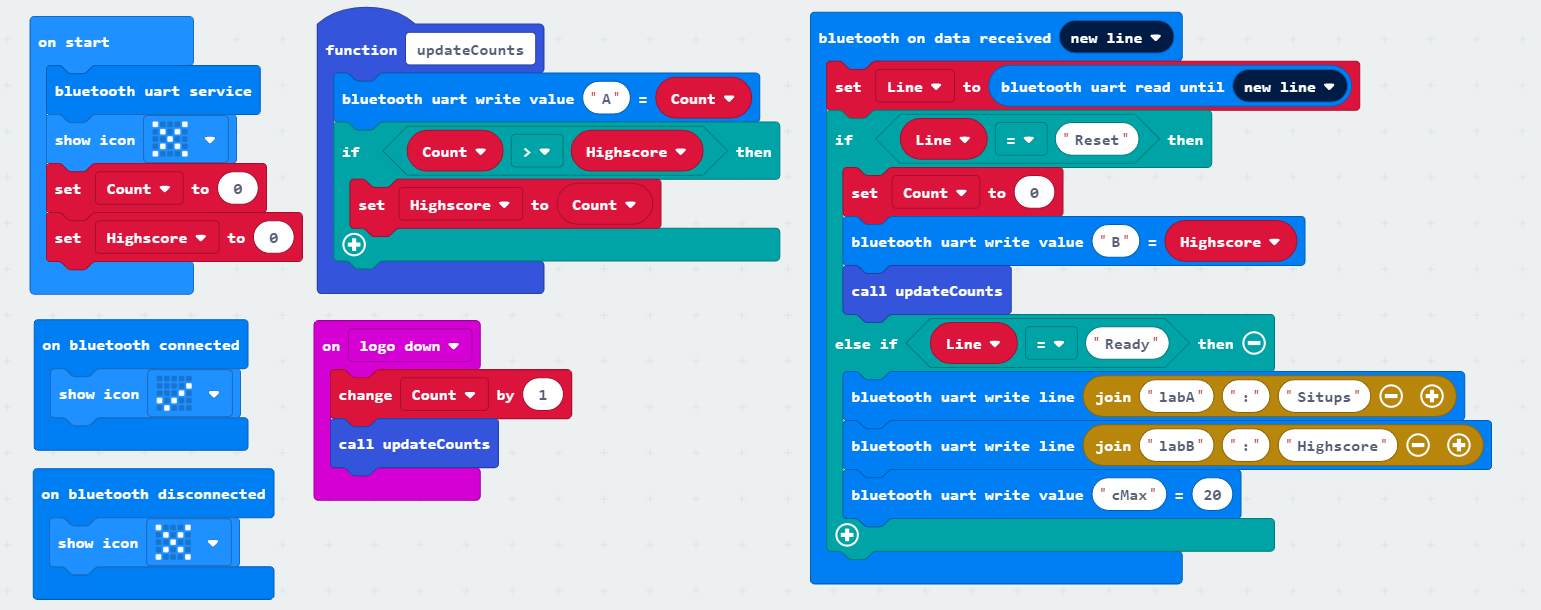 on start
bluetooth uart service
show icon
set Count to 0
set Highscore to 0
on bluetooth connected
show icon
on bluetooth disconnected
show icon
function updateCounts
bluetooth uart write value "A" = Count
if Count > Highscore then
set Highscore to Count
on logo down
change Count by 1
call updateCounts
bluetooth on data received new line
set Line to bluetooth uart read until new line
if Line = "Reset" then
set Count to 0
bluetooth uart write value "B" = Highscore
call updateCounts
else if Line = "Ready" then
bluetooth uart write line join "labA" ":" "Situps"
bluetooth uart write line join "labB" ":" "Highscore"
bluetooth uart write value "cMax" = 20